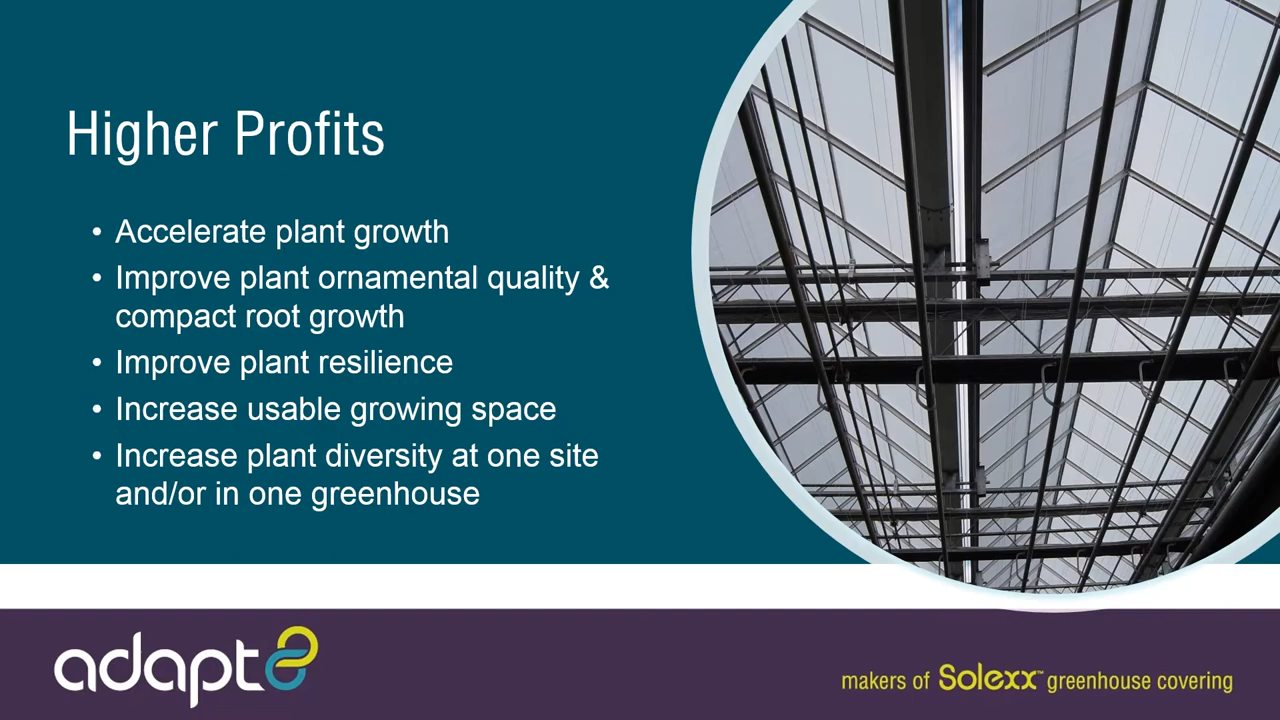 Higher Profits
• Accelerate plant growth
• Improve plant ornamental quality &
compact root growth
• Improve plant resilience
• Increase usable growing space
• Increase plant diversity at one site
and/or in one greenhouse
adapt8
makers of Solexx™ greenhouse covering